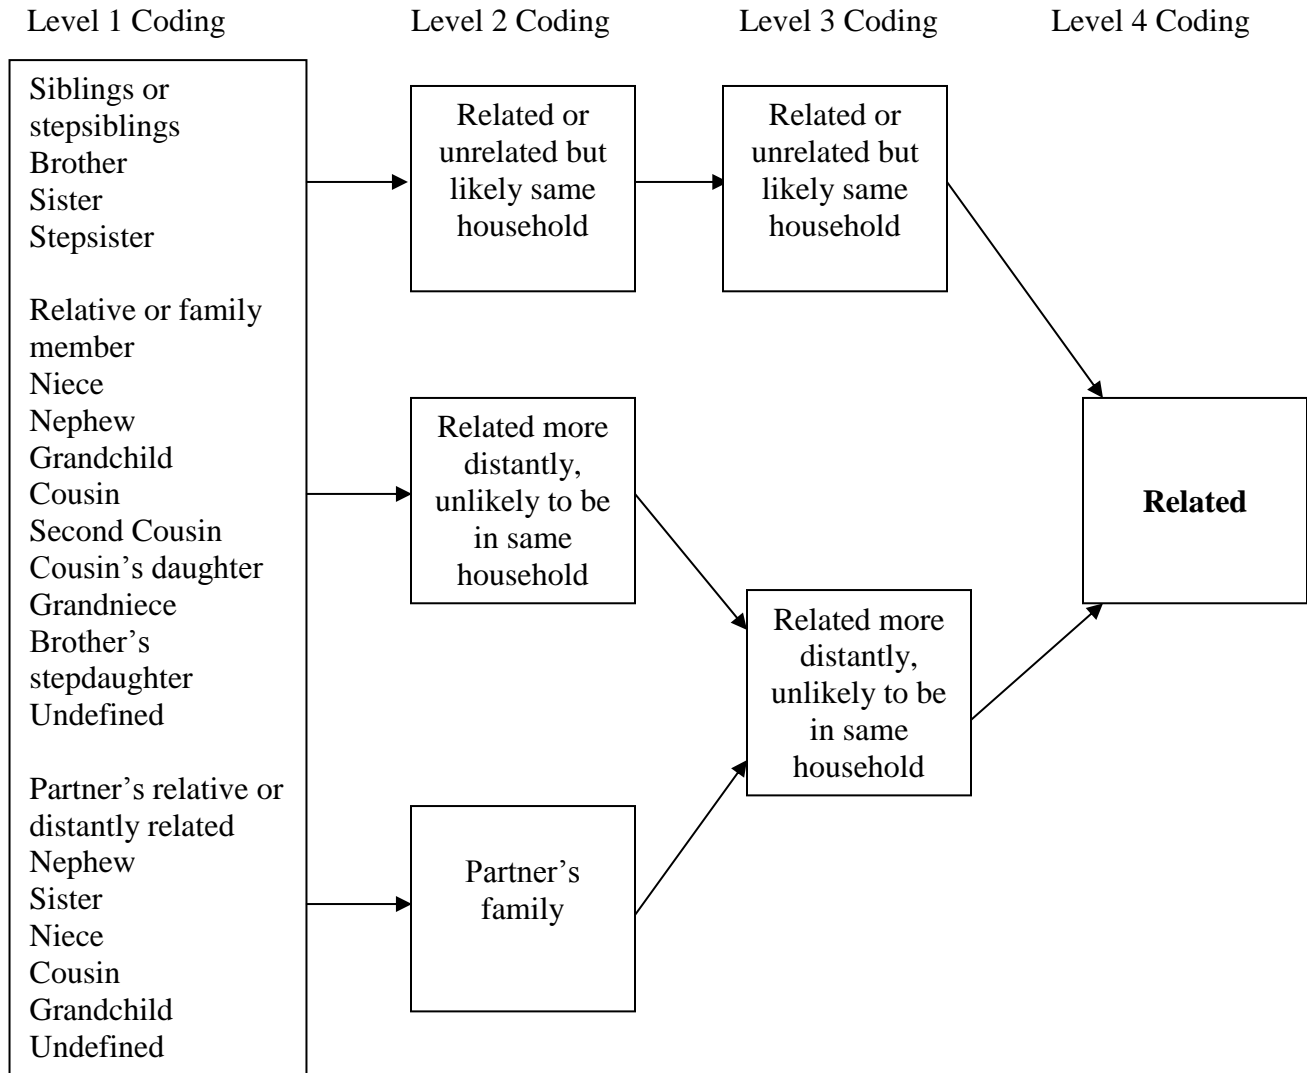 Level 1 Coding
Level 2 Coding
Level 3 Coding
Level 4 Coding
Siblings or
stepsiblings
Brother
Sister
Stepsister
Relative or family
member
Niece
Nephew
Grandchild
Cousin
Second Cousin
Cousin’s daughter
Grandniece
Brother’s
stepdaughter
Undefined
Partner’s relative or
distantly related
Nephew
Sister
Niece
Cousin
Grandchild
Undefined
Related or
unrelated but
likely same
household
Related more
distantly,
unlikely to be
in same
household
Partner’s
family
Related or
unrelated but
likely same
household
Related more
distantly,
unlikely to be
in same
household
Related